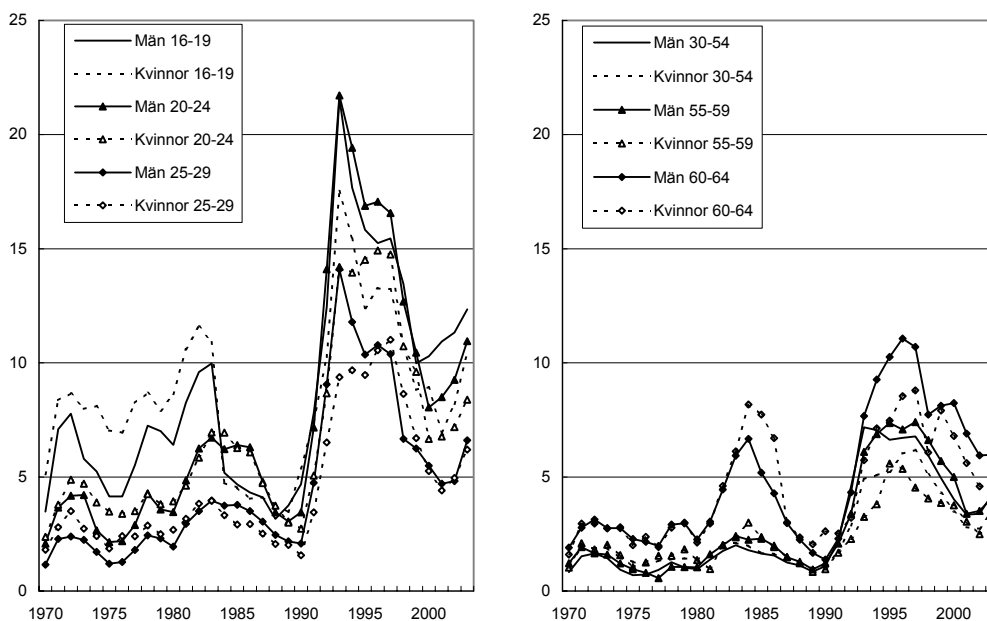 25
20
15
10
5
0
1970 1975 1980 1985 1990 1995 2000
Män 16-19
Kvinnor 16-19
Män 20-24
Kvinnor 20-24
Män 25-29
Kvinnor 25-29
25
20
15
10
5
0
1970 1975 1980 1985 1990 1995 2000
Män 30-54
Kvinnor 30-54
Män 55-59
Kvinnor 55-59
Män 60-64
Kvinnor 60-64